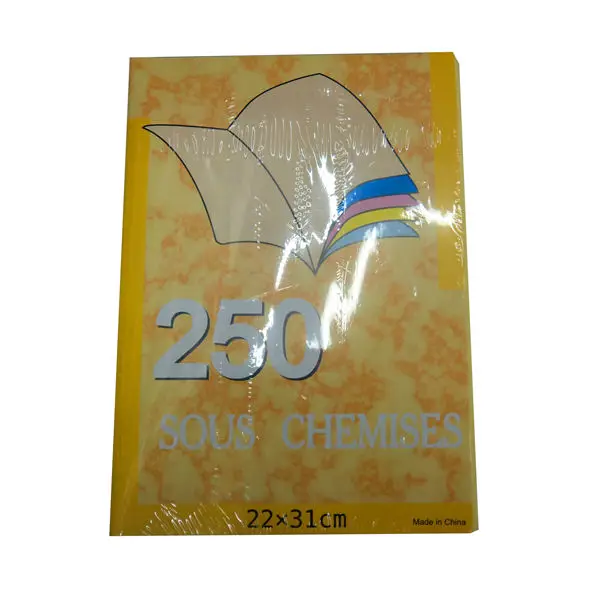 250
SOUS CHEMISES
22×31cm
Made in China